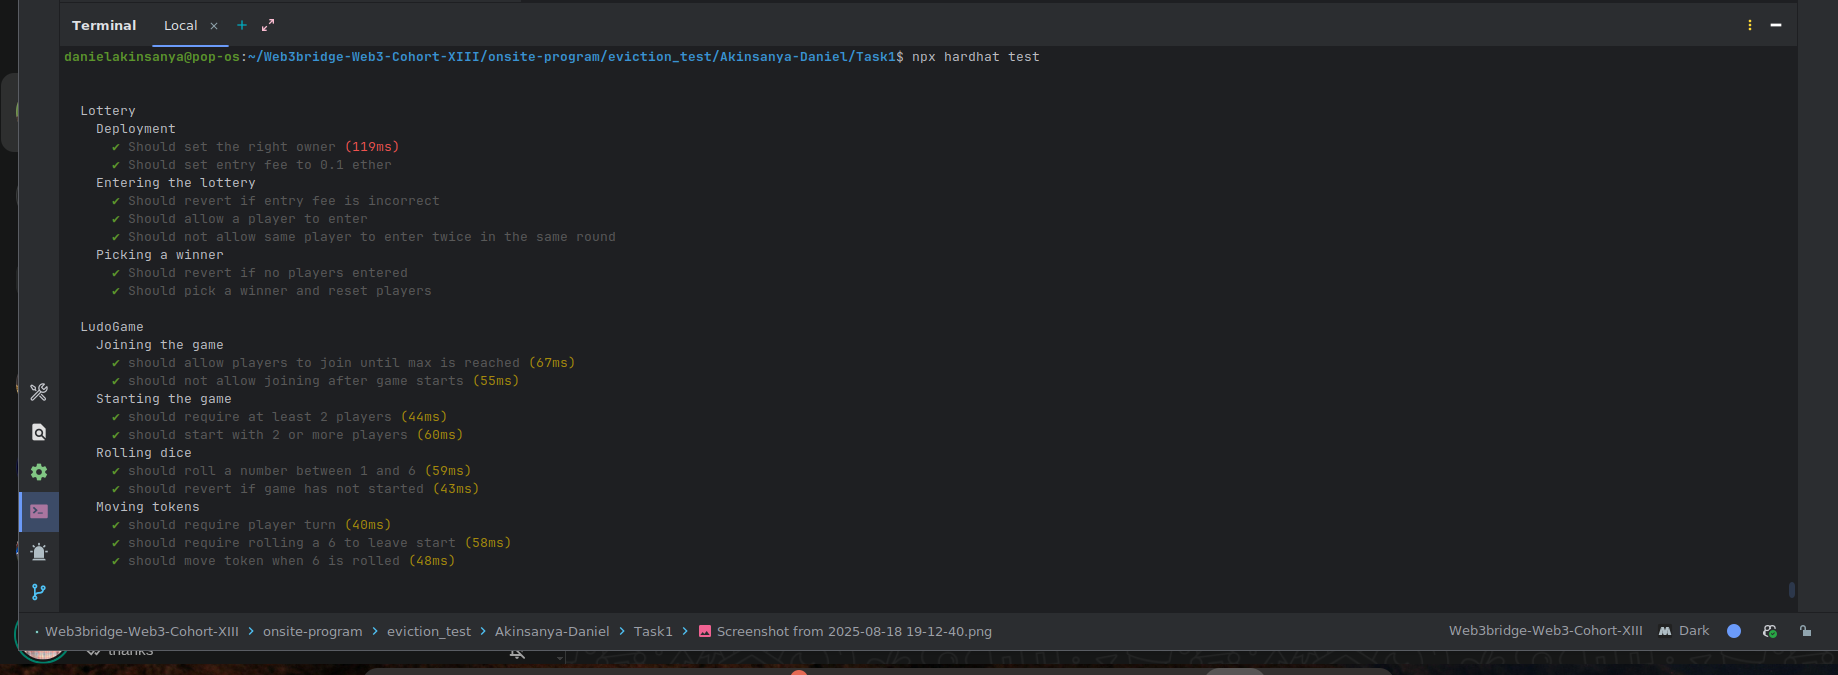 Terminal Local × +
danielakinsanya@pop-os:~/Web3bridge-Web3-Cohort-XIII/onsite-program/eviction_test/Akinsanya-Daniel/Task1$ npx hardhat test
Lottery
Deployment
✔ Should set the right owner (119ms)
✔ Should set entry fee to 0.1 ether
Entering the lottery
✔ Should revert if entry fee is incorrect
✔ Should allow a player to enter
✔ Should not allow same player to enter twice in the same round
Picking a winner
✔ Should revert if no players entered
✔ Should pick a winner and reset players
LudoGame
Joining the game
✔ should allow players to join until max is reached (67ms)
✔ should not allow joining after game starts (55ms)
Starting the game
✔ should require at least 2 players (44ms)
✔ should start with 2 or more players (60ms)
Rolling dice
✔ should roll a number between 1 and 6 (59ms)
✔ should revert if game has not started (43ms)
Moving tokens
✔ should require player turn (40ms)
✔ should require rolling a 6 to leave start (58ms)
✔ should move token when 6 is rolled (48ms)
Web3bridge-Web3-Cohort-XIII > onsite-program > eviction_test > Akinsanya-Daniel > Task1 > Screenshot from 2025-08-18 19-12-40.png Web3bridge-Web3-Cohort-XIII Dark
thanks